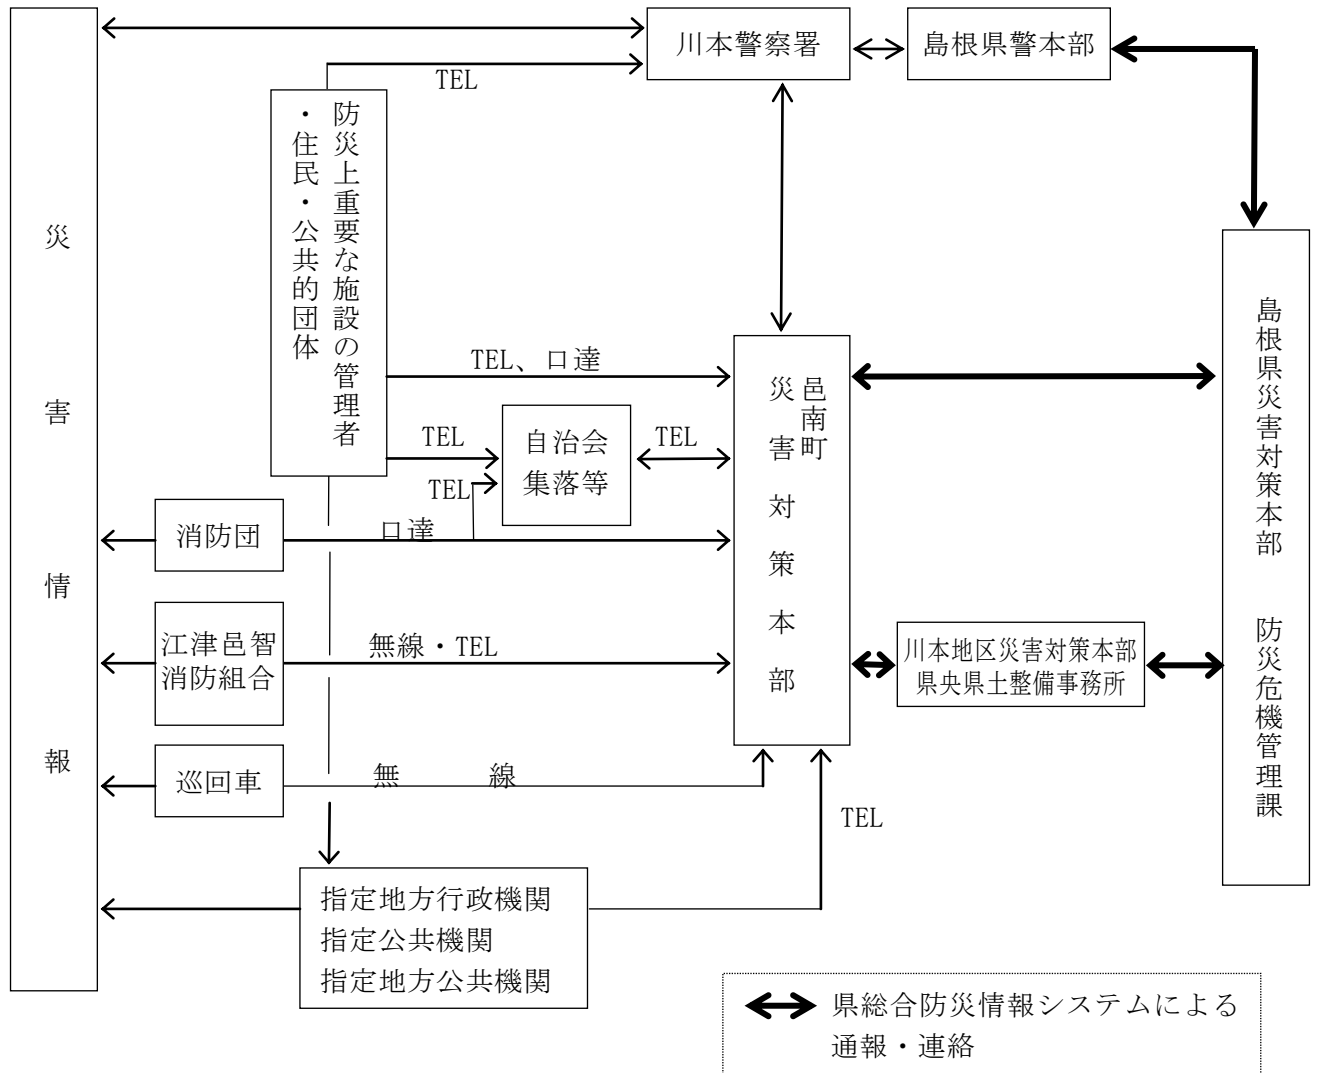 災害情報
川本警察署
島根県警本部
TEL
防災上重要な施設の管理者
・住民・公共的団体
TEL、口達
邑南町
災害対策本部
島根県災害対策本部 防災危機管理課
TEL
自治会
集落等
TEL
TEL
消防団
口達
江津邑智
消防組合
無線・TEL
川本地区災害対策本部
県央県土整備事務所
巡回車
無 線
TEL
指定地方行政機関
指定公共機関
指定地方公共機関
県総合防災情報システムによる
通報・連絡